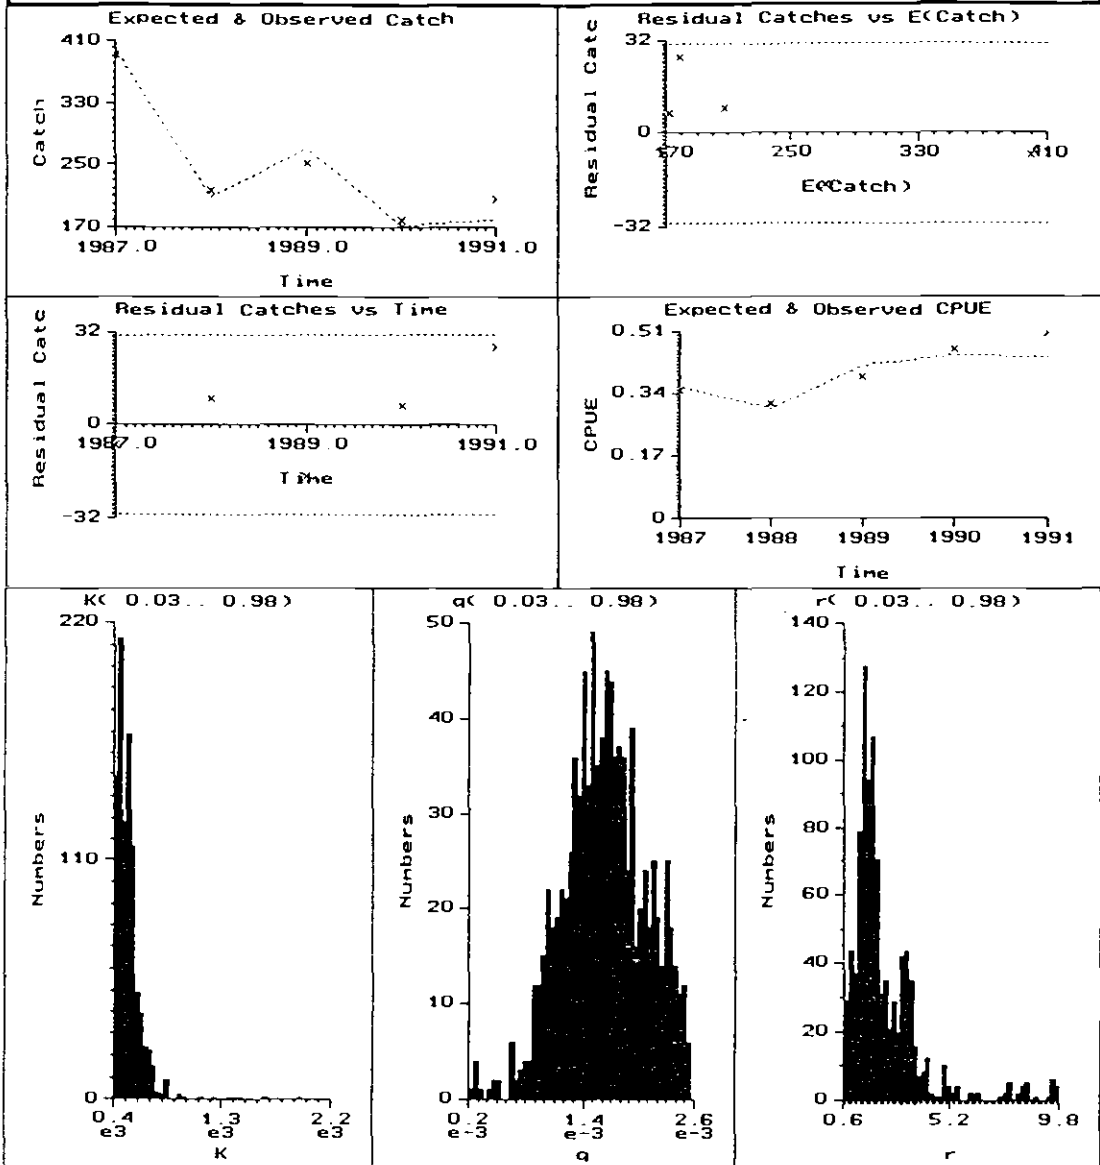 Expected & Observed Catch
410
330
250
170
Catch
1987.0 1989.0 1991.0
Time
Residual Catches vs E(Catch)
32
0
-32
Residual Catc
170 250 330 410
E(Catch)
Residual Catches vs Time
32
0
-32
Residual Catc
1987.0 1989.0 1991.0
Time
Expected & Observed CPUE
0.51
0.34
0.17
0
CPUE
1987 1988 1989 1990 1991
Time
K( 0.03.. 0.98)
220
110
0
Numbers
0.4 1.3 2.2
e3 e3 e3
K
q( 0.03.. 0.98)
50
40
30
20
10
0
Numbers
0.2 1.4 2.6
e-3 e-3 e-3
q
r( 0.03.. 0.98)
140
120
100
80
60
40
20
0
Numbers
0.6 5.2 9.8
r